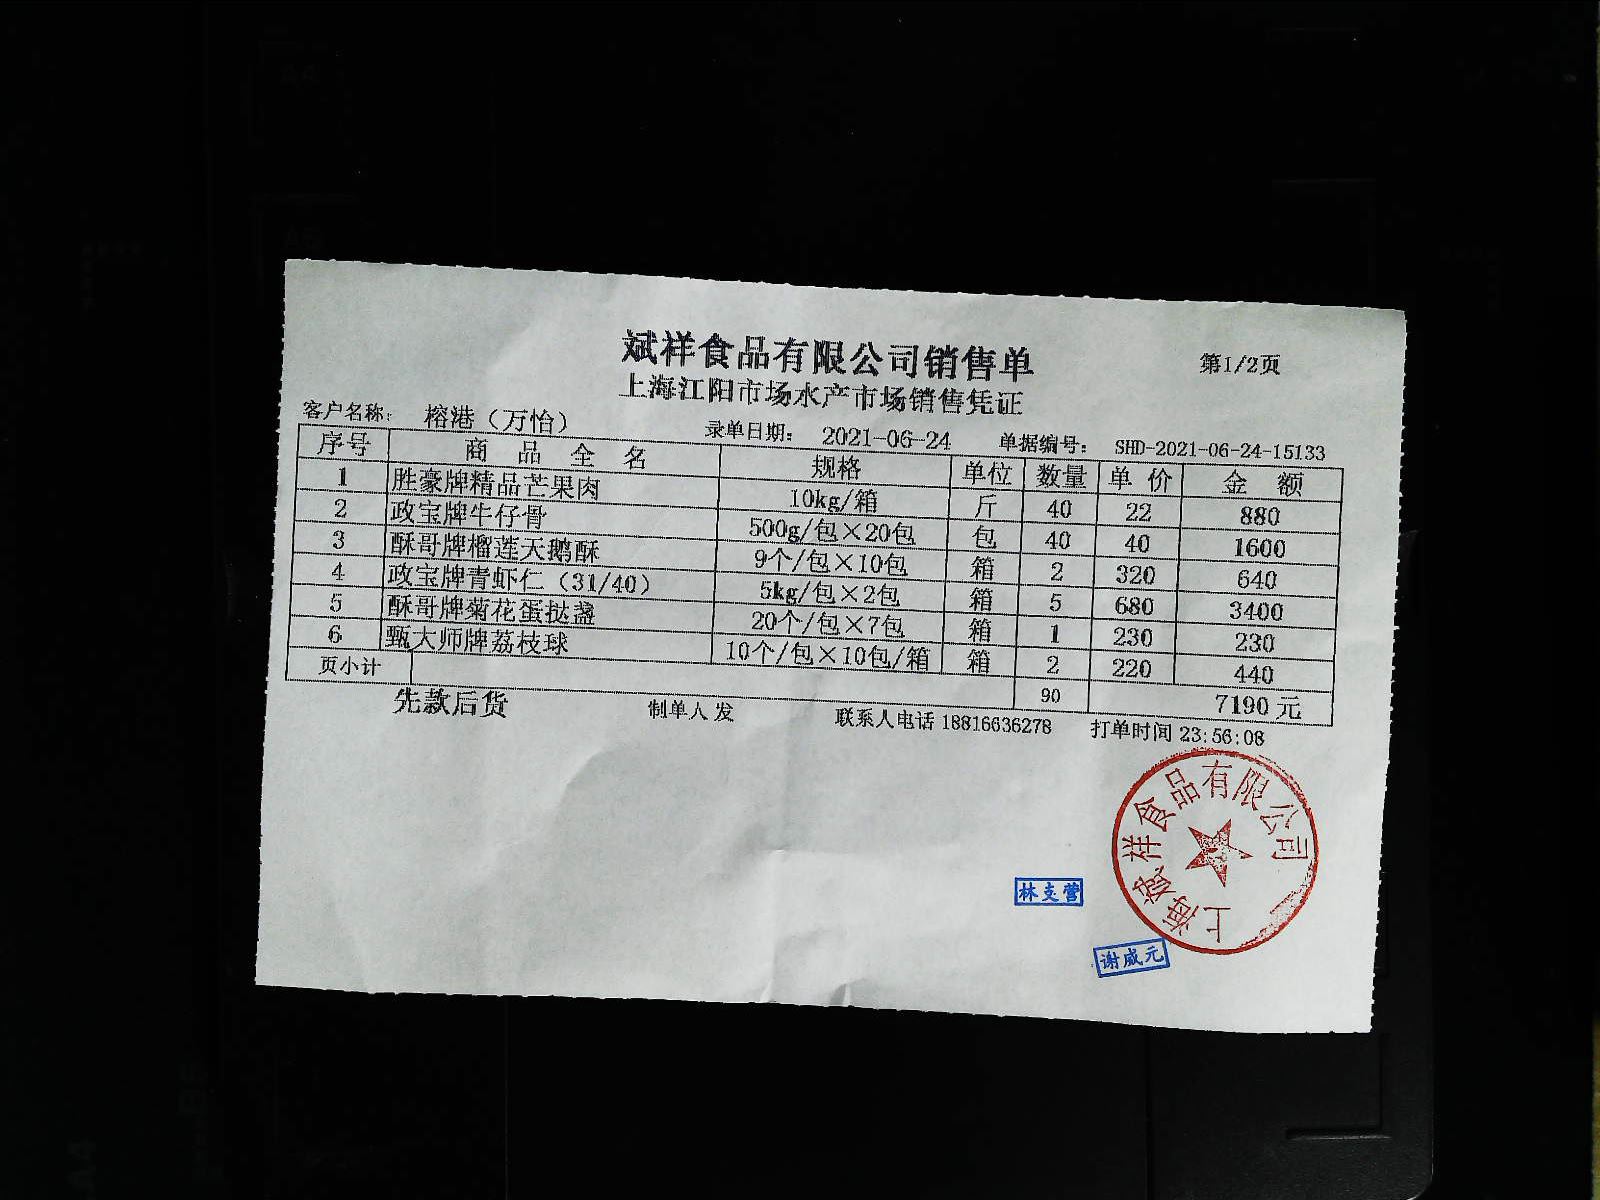 斌祥食品有限公司销售单
第1/2页
上海江阳市场水产市场销售凭证
客户名称： 榕港（万怡） 录单日期： 2021-06-24 单据编号： SHD-2021-06-24-15133
序号 商品全名 规格 单位 数量 单价 金额
1 胜豪牌精品芒果肉 10kg/箱 斤 40 22 880
2 政宝牌牛仔骨 500g/包×20包 包 40 40 1600
3 酥哥牌榴莲天鹅酥 9个/包×10包 箱 2 320 640
4 政宝牌青虾仁（31/40） 5kg/包×2包 箱 5 680 3400
5 酥哥牌菊花蛋挞盏 20个/包×7包 箱 1 230 230
6 甄大师牌荔枝球 10个/包×10包/箱 箱 2 220 440
页小计 90 7190 元
先款后货 制单人 发 联系人电话 18816636278 打单时间 23:56:08
上海斌祥食品有限公司
林支营
谢威元